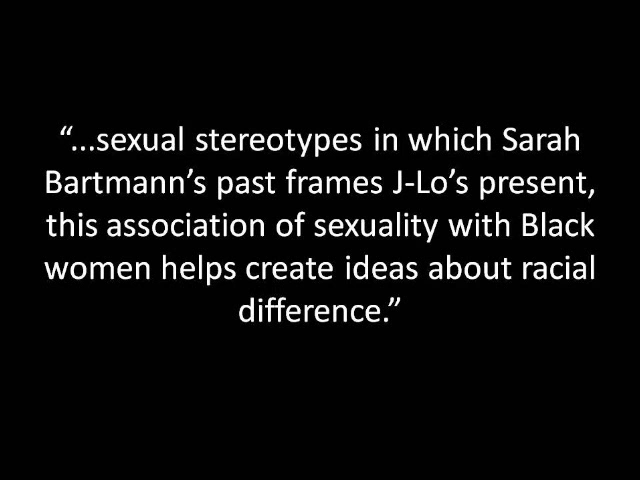 “...sexual stereotypes in which Sarah
Bartmann’s past frames J-Lo’s present,
this association of sexuality with Black
women helps create ideas about racial
difference.”